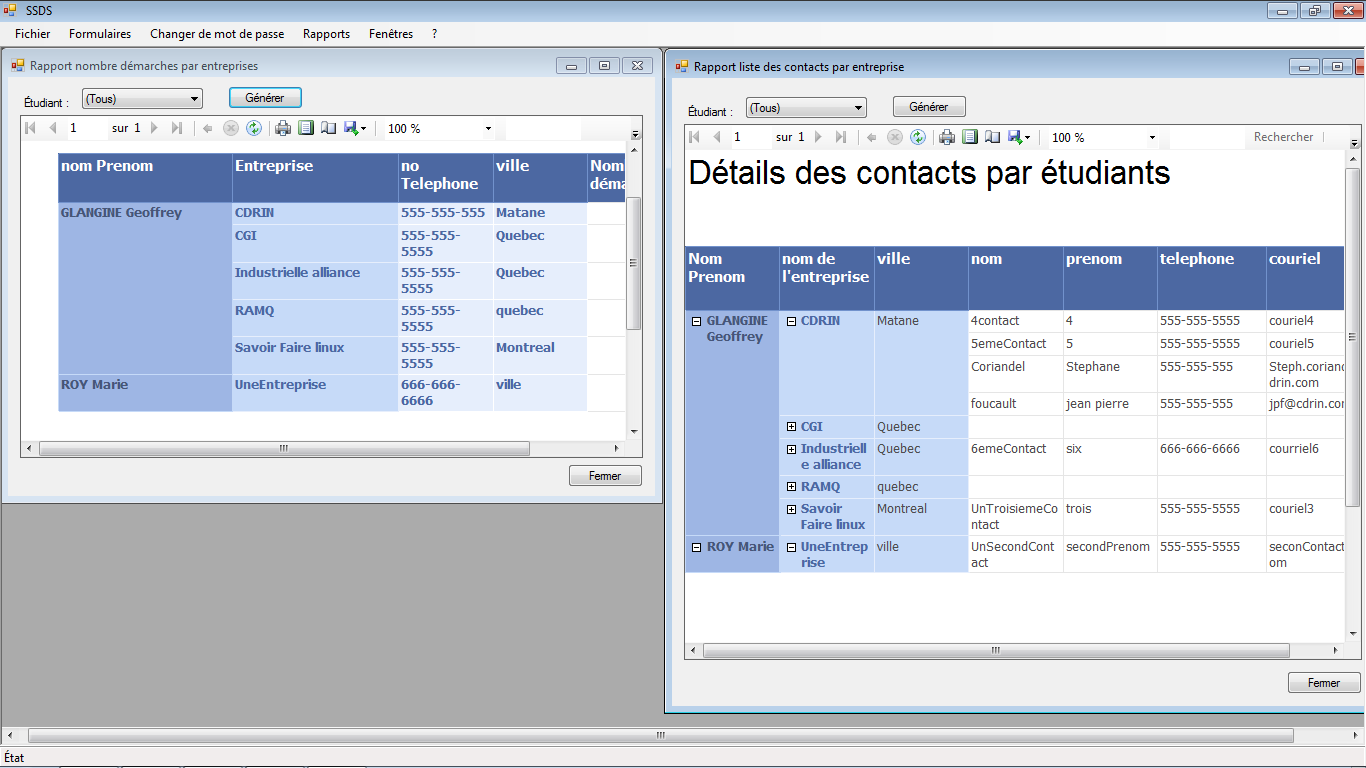 SSDS
Fichier Formulaires Changer de mot de passe Rapports Fenêtres ?
Rapport nombre démarches par entreprises
Étudiant : (Tous) Générer
1 sur 1 100 %
nom Prenom Entreprise no Telephone ville Nom déma
GLANGINE Geoffrey CDRIN 555-555-555 Matane
CGI 555-555-5555 Quebec
Industrielle alliance 555-555-5555 Quebec
RAMQ 555-555-5555 quebec
Savoir Faire linux 555-555-5555 Montreal
ROY Marie UneEntreprise 666-666-6666 ville
Fermer
Rapport liste des contacts par entreprise
Étudiant : (Tous) Générer
1 sur 1 100 % Rechercher
Détails des contacts par étudiants
Nom Prenom nom de l'entreprise ville nom prenom telephone couriel
GLANGINE Geoffrey CDRIN Matane 4contact 4 555-555-5555 couriel4
5emeContact 5 555-555-5555 couriel5
Coriandel Stephane 555-555-555 Steph.corian drin.com
foucault jean pierre 555-555-555 jpf@cdrin.co
CGI Quebec
Industrielle alliance Quebec 6emeContact six 666-666-6666 courriel6
RAMQ quebec
Savoir Faire linux Montreal UnTroisiemeContact trois 555-555-5555 couriel3
ROY Marie UneEntreprise ville UnSecondContact secondPrenom 555-555-5555 seconContact om
Fermer
État